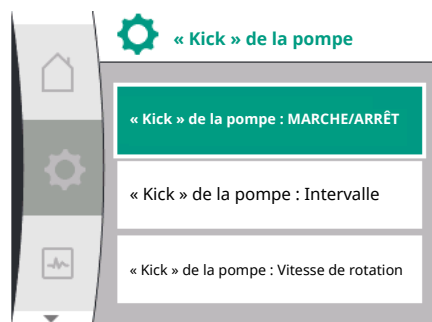 « Kick » de la pompe
« Kick » de la pompe : MARCHE/ARRÊT
« Kick » de la pompe : Intervalle
« Kick » de la pompe : Vitesse de rotation